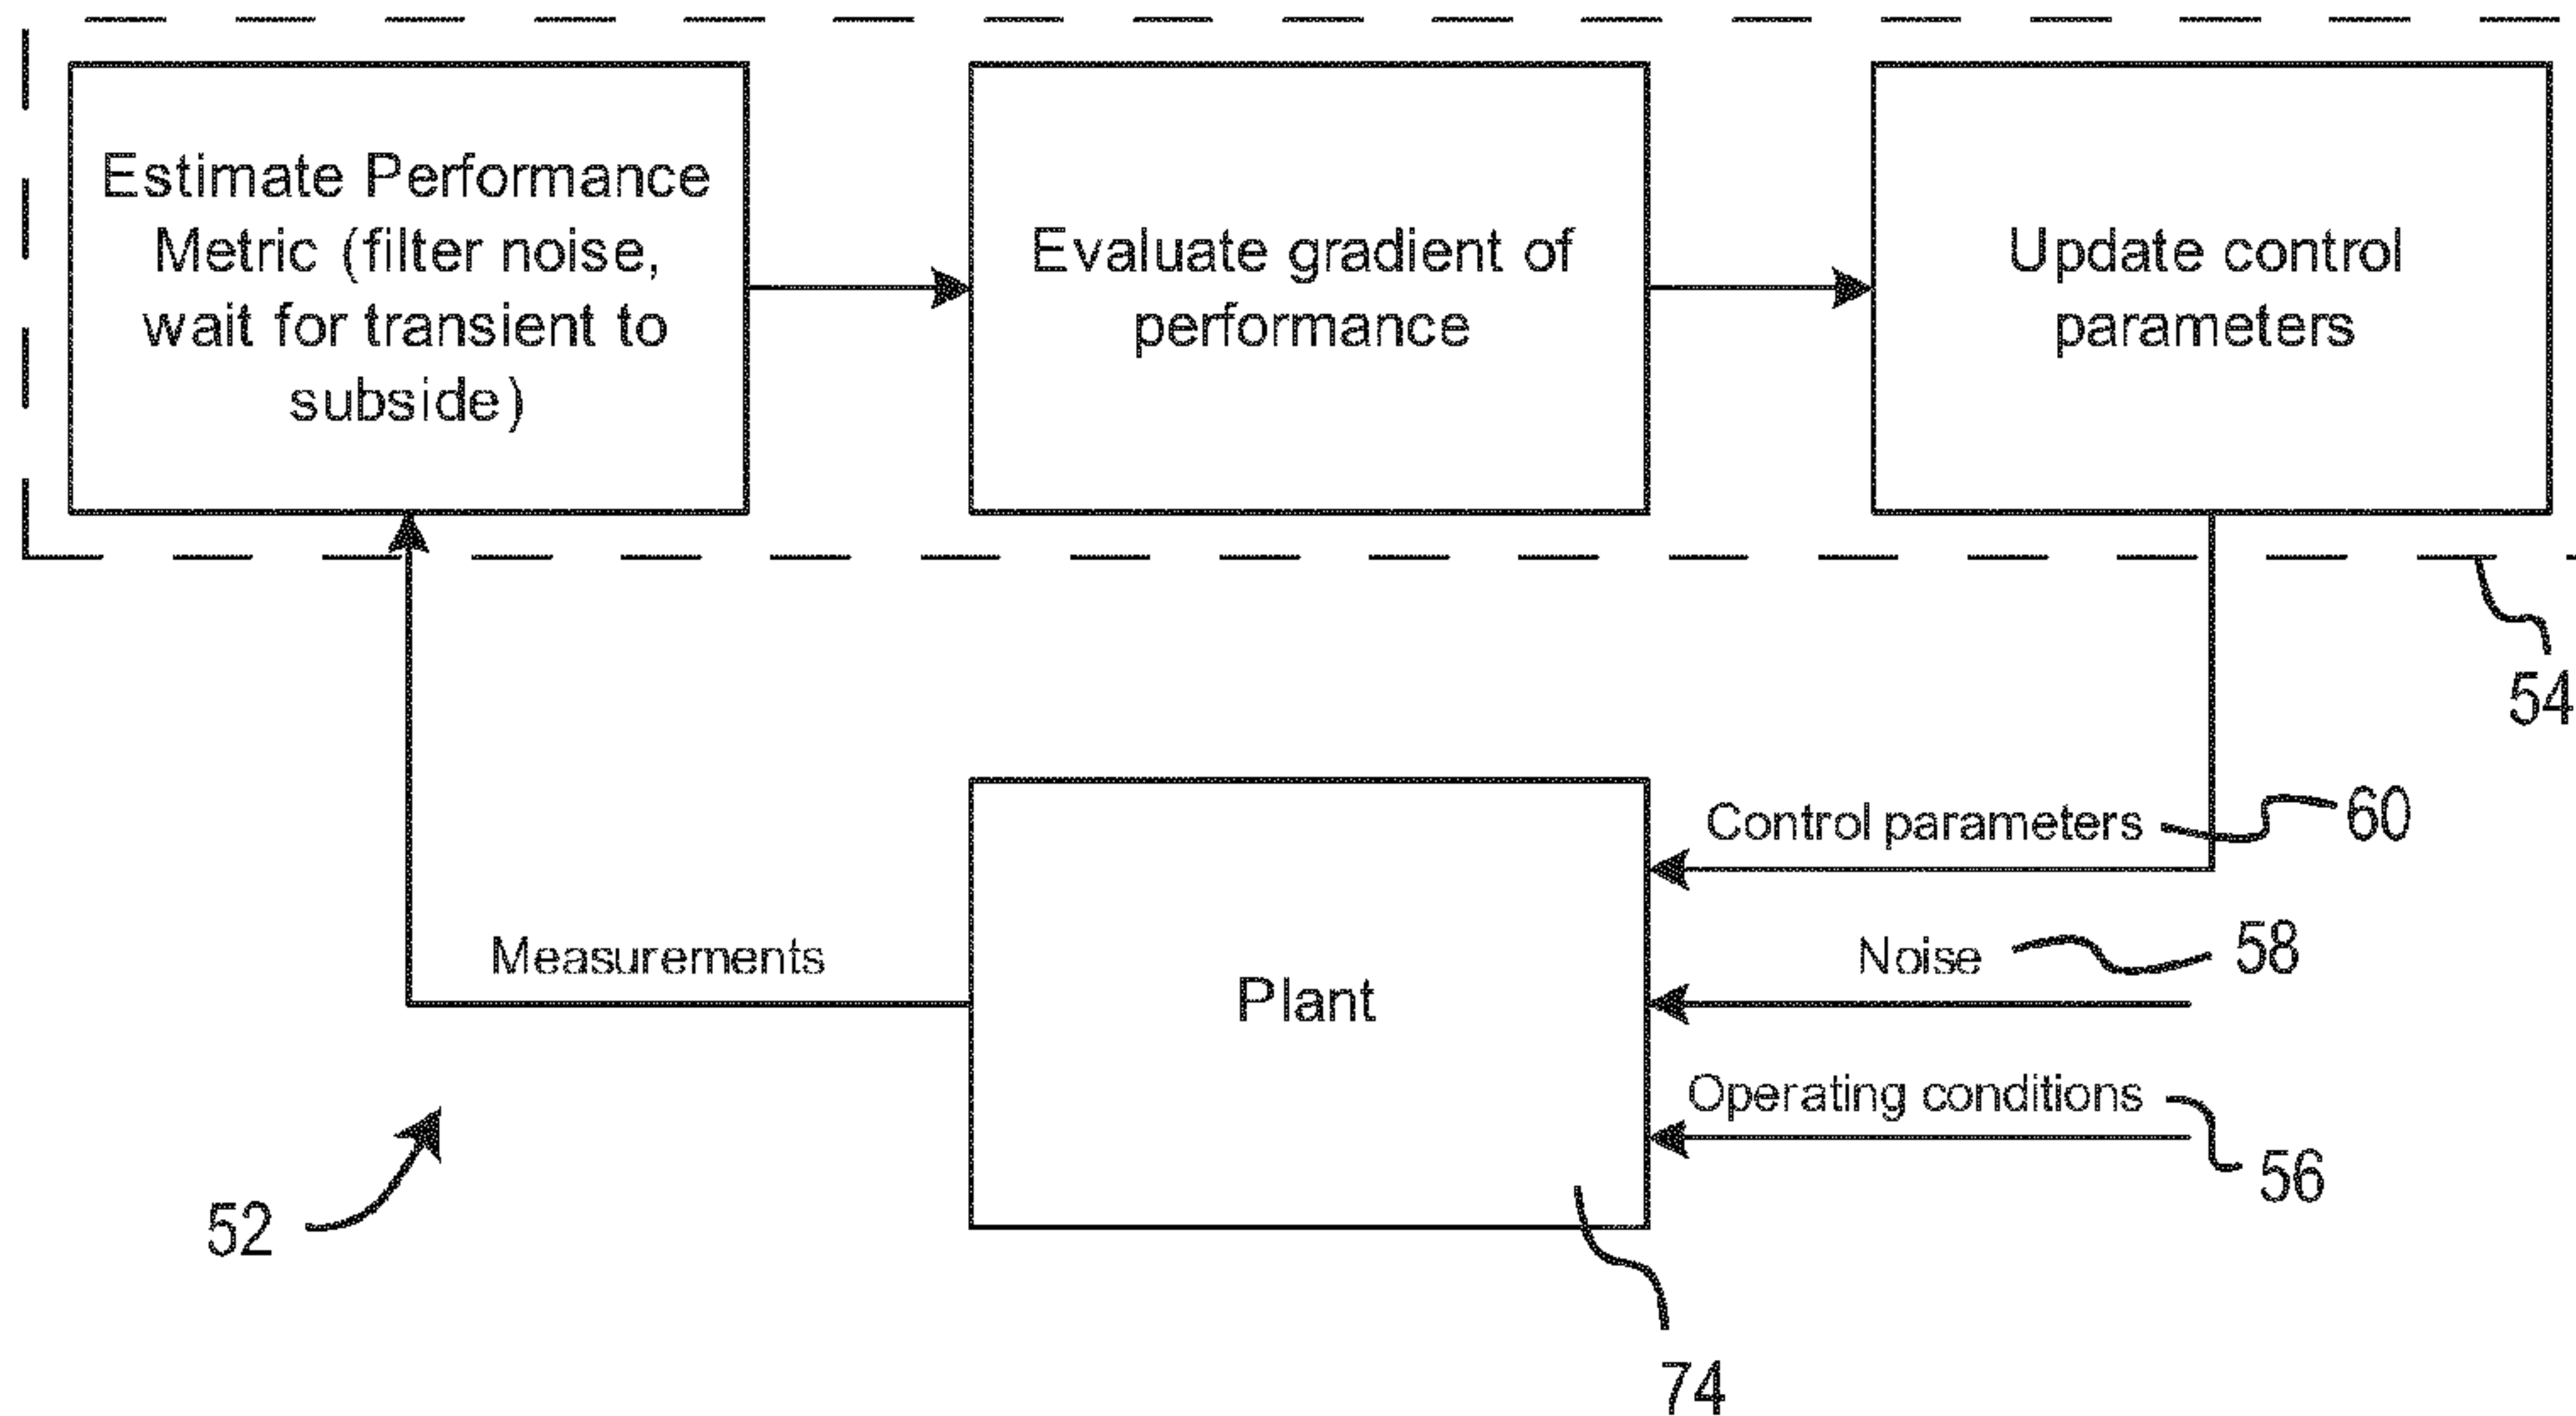 Estimate Performance
Metric (filter noise,
wait for transient to
subside)
Evaluate gradient of
performance
Update control
parameters
54
Control parameters
60
Measurements
Noise
58
Plant
Operating conditions
56
52
74